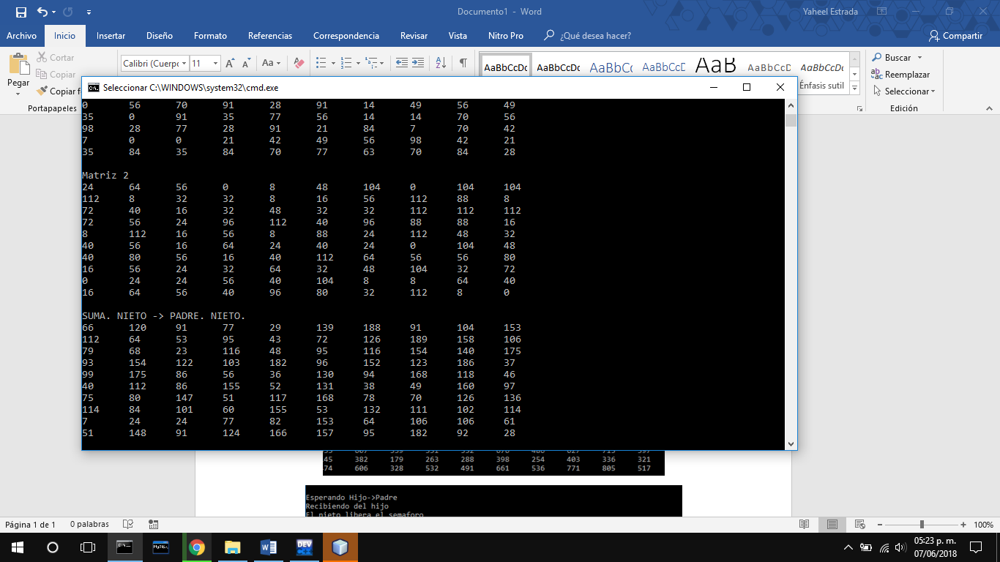 Documento1 - Word
Yaheel Estrada
Archivo Inicio Insertar Diseño Formato Referencias Correspondencia Revisar Vista Nitro Pro ¿Qué desea hacer? Compartir
Cortar
Copiar
Copiar f
Pegar
Portapapeles
Calibri (Cuerpo 11
AaBbCcDc AaBbCcDc AaBbCc AaBbCcD AaB AaBbCcD AaBbCcDc
Énfasis sutil
Buscar
Reemplazar
Seleccionar
Edición
Seleccionar C:\WINDOWS\system32\cmd.exe
0 56 70 91 28 91 14 49 56 49
35 0 91 35 77 56 14 14 70 56
98 28 77 28 91 21 84 7 70 42
7 0 0 21 42 49 56 98 42 21
35 84 35 84 70 77 63 70 84 28
Matriz 2
24 64 56 0 8 48 104 0 104 104
112 8 32 32 8 16 56 112 88 8
72 40 16 32 48 32 32 112 112 112
72 56 24 96 112 40 96 88 88 16
8 112 16 56 8 88 24 112 48 32
40 56 16 64 24 40 24 0 104 48
40 80 56 16 40 112 64 56 56 80
16 56 24 32 64 32 48 104 32 72
0 24 24 56 40 104 8 8 64 40
16 64 56 40 96 80 32 112 8 0
SUMA. NIETO -> PADRE. NIETO.
66 120 91 77 29 139 188 91 104 153
112 64 53 95 43 72 126 189 158 106
79 68 23 116 48 95 116 154 140 175
93 154 122 103 182 96 152 123 186 37
99 175 86 56 36 130 94 168 118 46
40 112 86 155 52 131 38 49 160 97
75 80 147 51 117 168 78 70 126 136
114 84 101 60 155 53 132 111 102 114
7 24 24 77 82 153 64 106 106 61
51 148 91 124 166 157 95 182 92 28
45 382 179 263 288 398 254 403 336 321
74 606 328 532 491 661 536 771 805 517
Esperando Hijo->Padre
Recibiendo del hijo
El nieto libera el semaforo
Página 1 de 1 0 palabras 100%
05:23 p. m.
07/06/2018